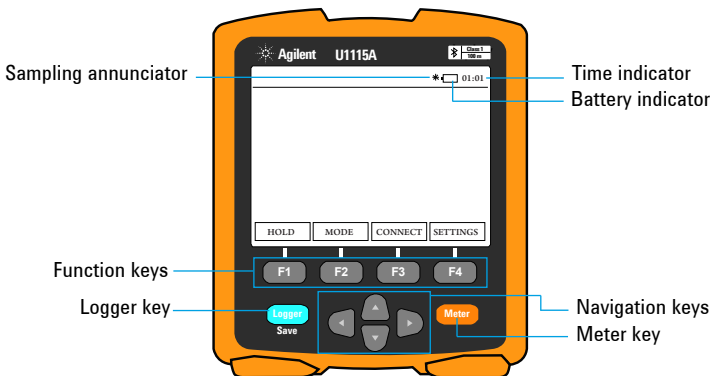 Agilent U1115A
Class 1
100 m
Sampling annunciator
01:01
Time indicator
Battery indicator
HOLD MODE CONNECT SETTINGS
Function keys
F1 F2 F3 F4
Logger key
Logger
Save
Meter
Navigation keys
Meter key